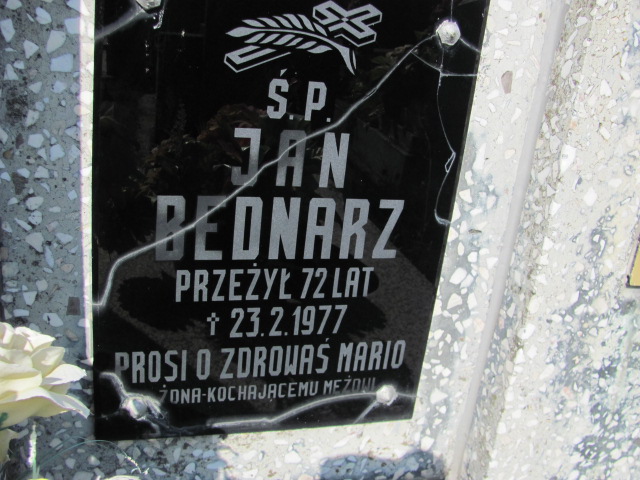 Ś.P.
JAN
BEDNARZ
PRZEŻYŁ 72 LAT
† 23.2.1977
PROSI O ZDROWAŚ MARIO
ŻONA-KOCHAJĄCEMU MĘŻOWI